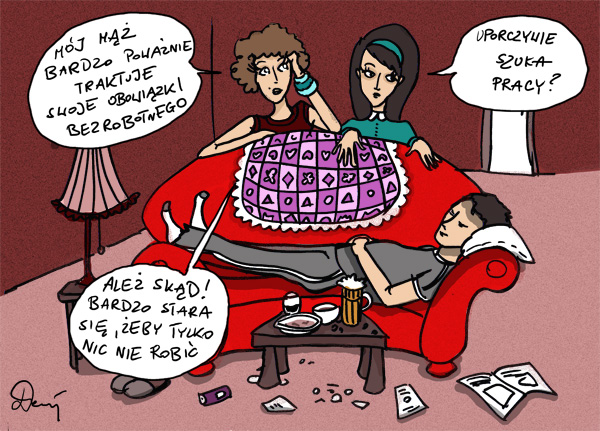 MÓJ MĄŻ
BARDZO POWAŻNIE
TRAKTUJE
SWOJE OBOWIĄZKI
BEZROBOTNEGO
UPORCZYWIE
SZUKA
PRACY?
ALEŻ SKĄD!
BARDZO STARA
SIĘ, ŻEBY TYLKO
NIC NIE ROBIĆ